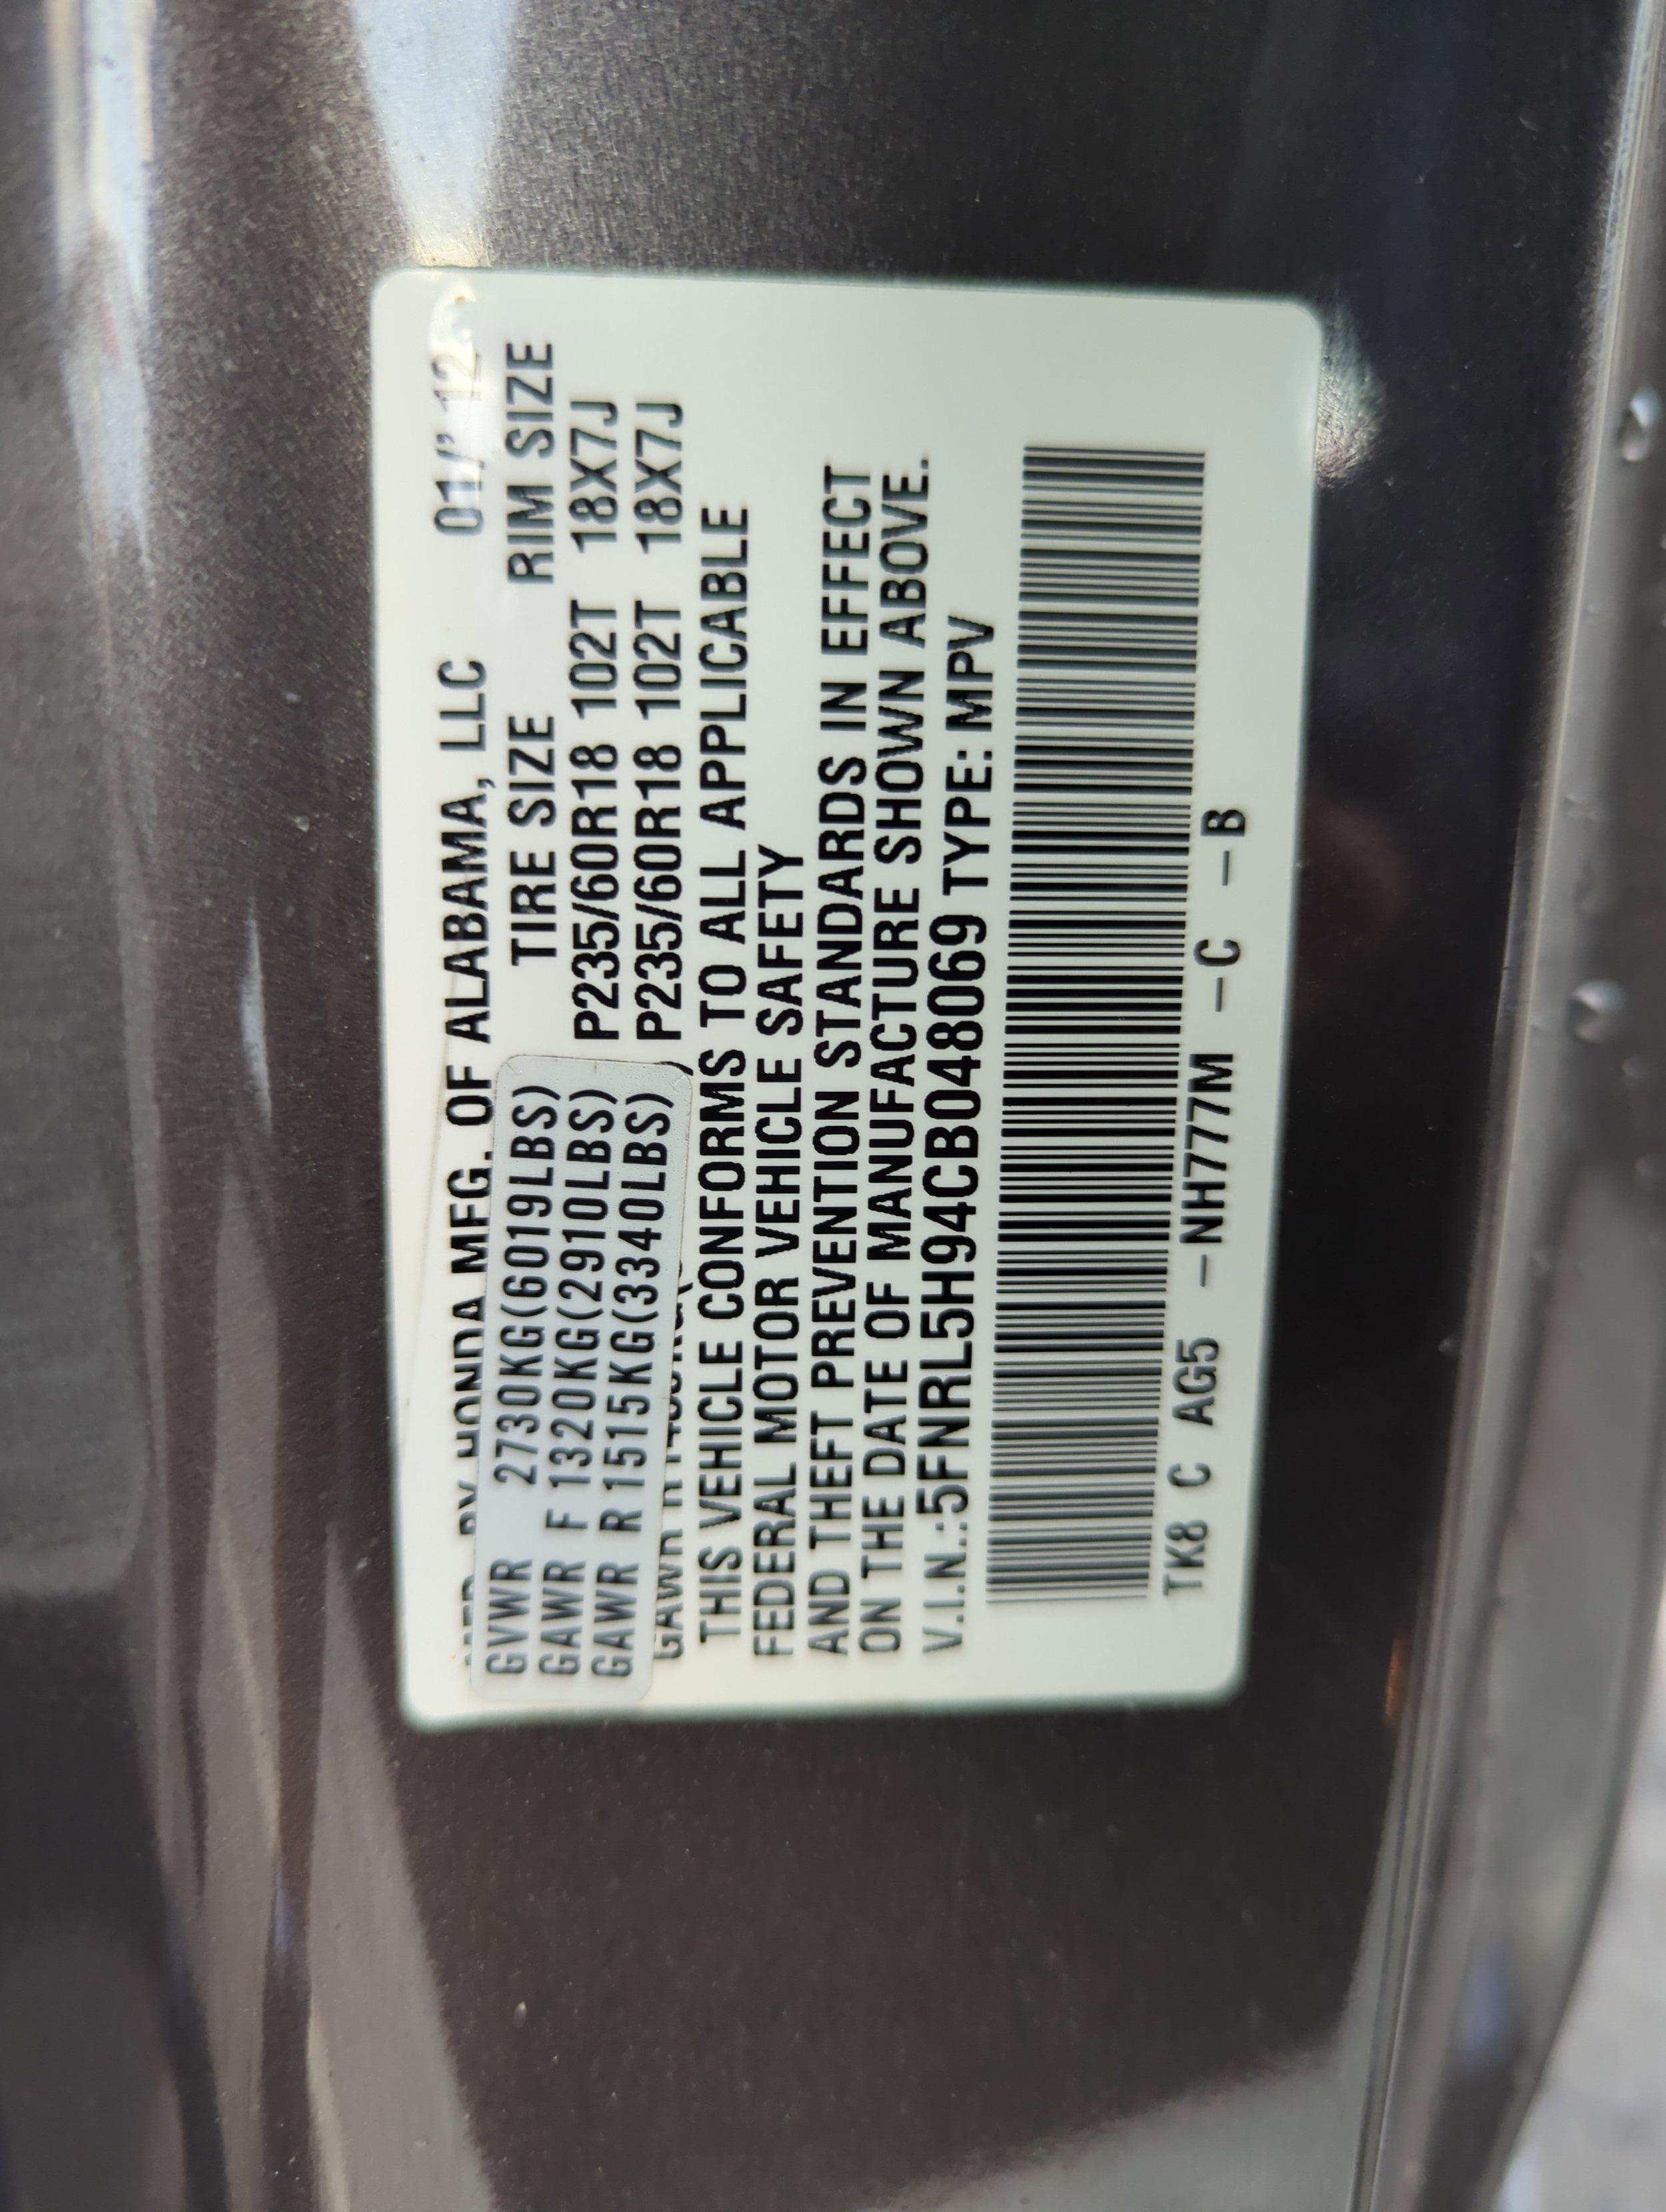 MFD. BY HONDA MFG. OF ALABAMA, LLC 01/'12
TIRE SIZE RIM SIZE
GVWR 2730KG(6019LBS)
GAWR F 1320KG(2910LBS) P235/60R18 102T 18X7J
GAWR R 1515KG(3340LBS) P235/60R18 102T 18X7J
GAWR R
THIS VEHICLE CONFORMS TO ALL APPLICABLE
FEDERAL MOTOR VEHICLE SAFETY
AND THEFT PREVENTION STANDARDS IN EFFECT
ON THE DATE OF MANUFACTURE SHOWN ABOVE.
V.I.N.:5FNRL5H94CB048069 TYPE: MPV
TK8 C AG5 -NH777M -C -B